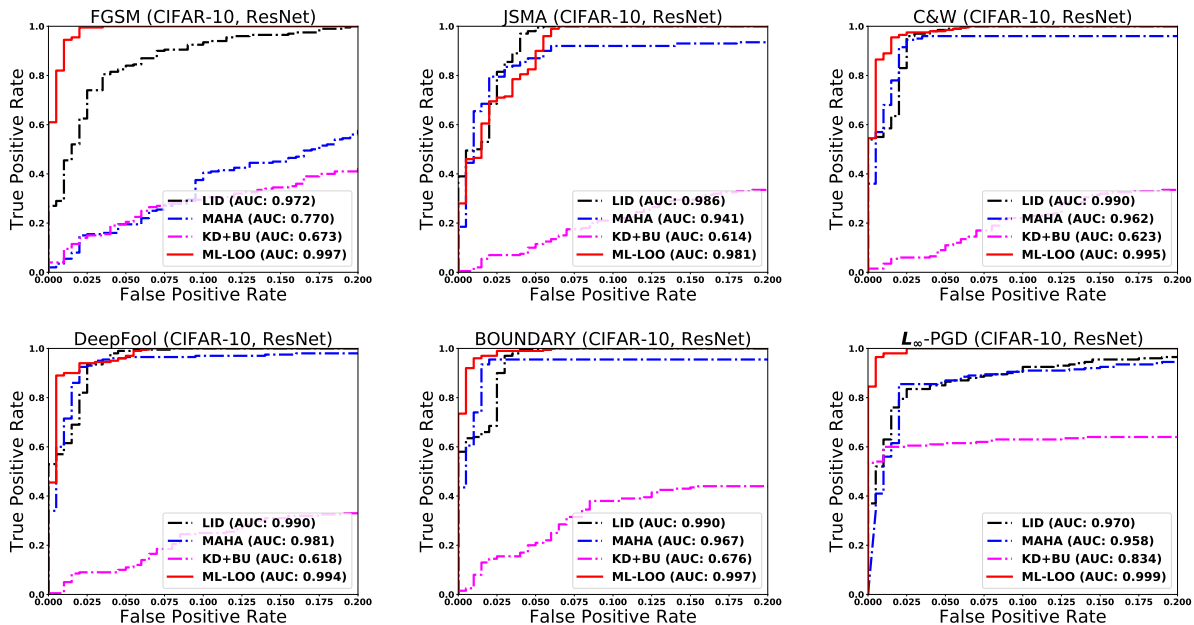 FGSM (CIFAR-10, ResNet)
True Positive Rate
1.0
0.8
0.6
0.4
0.2
0.0
LID (AUC: 0.972)
MAHA (AUC: 0.770)
KD+BU (AUC: 0.673)
ML-LOO (AUC: 0.997)
0.000 0.025 0.050 0.075 0.100 0.125 0.150 0.175 0.200
False Positive Rate
JSMA (CIFAR-10, ResNet)
True Positive Rate
1.0
0.8
0.6
0.4
0.2
0.0
LID (AUC: 0.986)
MAHA (AUC: 0.941)
KD+BU (AUC: 0.614)
ML-LOO (AUC: 0.981)
0.000 0.025 0.050 0.075 0.100 0.125 0.150 0.175 0.200
False Positive Rate
C&W (CIFAR-10, ResNet)
True Positive Rate
1.0
0.8
0.6
0.4
0.2
0.0
LID (AUC: 0.990)
MAHA (AUC: 0.962)
KD+BU (AUC: 0.623)
ML-LOO (AUC: 0.995)
0.000 0.025 0.050 0.075 0.100 0.125 0.150 0.175 0.200
False Positive Rate
DeepFool (CIFAR-10, ResNet)
True Positive Rate
1.0
0.8
0.6
0.4
0.2
0.0
LID (AUC: 0.990)
MAHA (AUC: 0.981)
KD+BU (AUC: 0.618)
ML-LOO (AUC: 0.994)
0.000 0.025 0.050 0.075 0.100 0.125 0.150 0.175 0.200
False Positive Rate
BOUNDARY (CIFAR-10, ResNet)
True Positive Rate
1.0
0.8
0.6
0.4
0.2
0.0
LID (AUC: 0.990)
MAHA (AUC: 0.967)
KD+BU (AUC: 0.676)
ML-LOO (AUC: 0.997)
0.000 0.025 0.050 0.075 0.100 0.125 0.150 0.175 0.200
False Positive Rate
L∞-PGD (CIFAR-10, ResNet)
True Positive Rate
1.0
0.8
0.6
0.4
0.2
0.0
LID (AUC: 0.970)
MAHA (AUC: 0.958)
KD+BU (AUC: 0.834)
ML-LOO (AUC: 0.999)
0.000 0.025 0.050 0.075 0.100 0.125 0.150 0.175 0.200
False Positive Rate